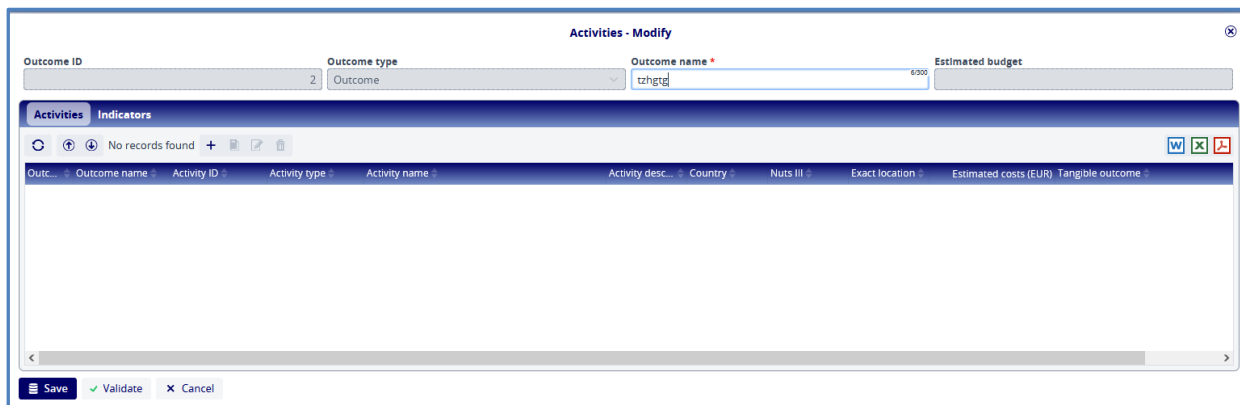 Activities - Modify
Outcome ID Outcome type Outcome name * Estimated budget
2 Outcome tzhgtg 6/300
Activities Indicators
No records found
Outc... Outcome name Activity ID Activity type Activity name Activity desc... Country Nuts III Exact location Estimated costs (EUR) Tangible outcome
Save Validate Cancel